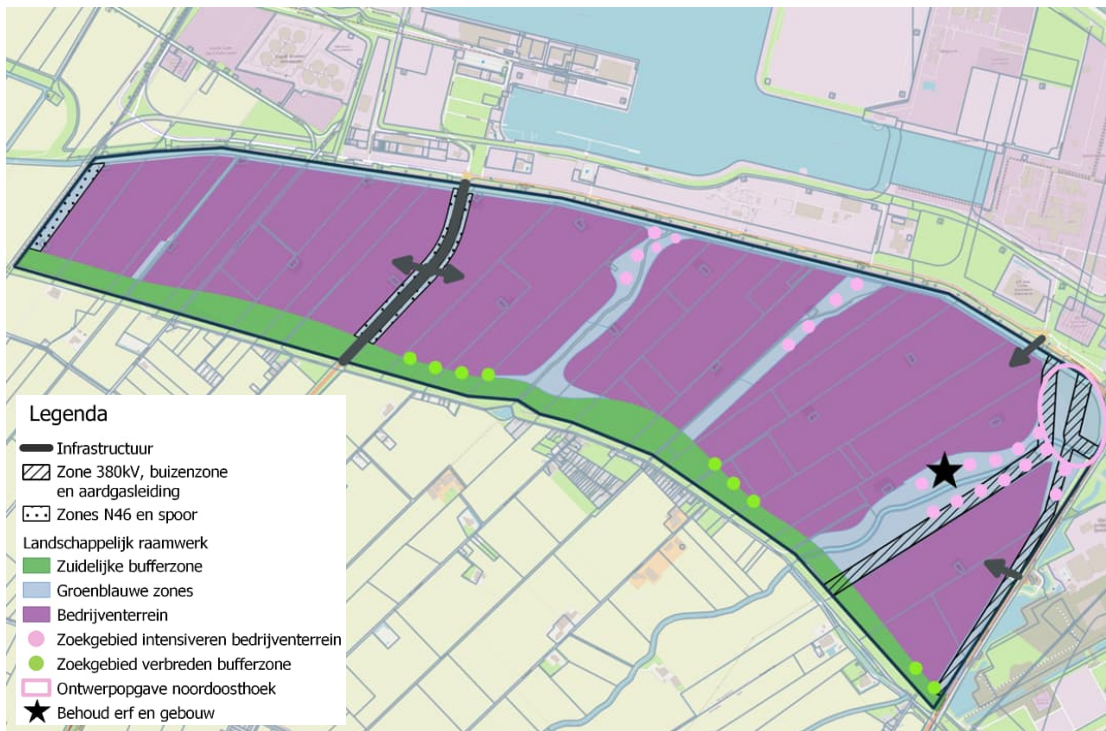 Legenda
Infrastructuur
Zone 380kV, buizenzone
en aardgasleiding
Zones N46 en spoor
Landschappelijk raamwerk
Zuidelijke bufferzone
Groenblauwe zones
Bedrijventerrein
Zoekgebied intensiveren bedrijventerrein
Zoekgebied verbreden bufferzone
Ontwerpopgave noordoosthoek
Behoud erf en gebouw